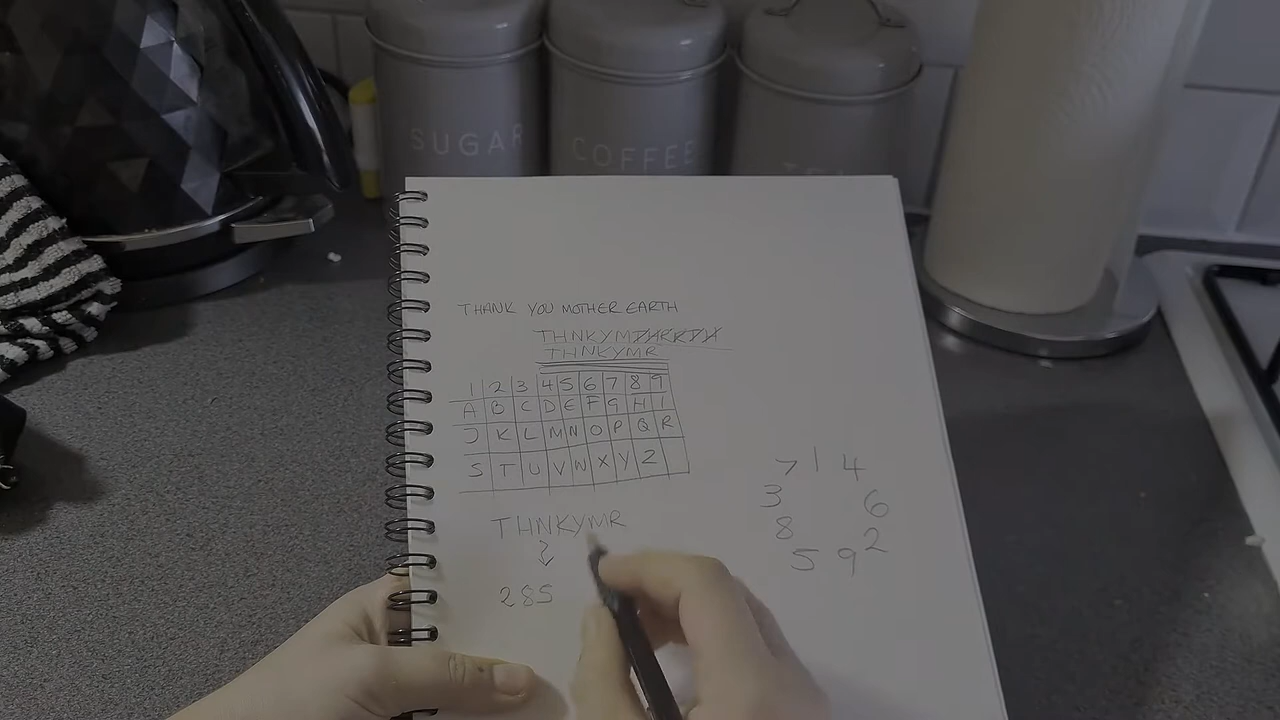 SUGAR
COFFEE
THANK YOU MOTHER EARTH
THNKYMTHRRTH
THNKYMR
1 2 3 4 5 6 7 8 9
A B C D E F G H I
J K L M N O P Q R
S T U V W X Y Z
THNKYMR
285
7 1 4
3 6
8 2
5 9